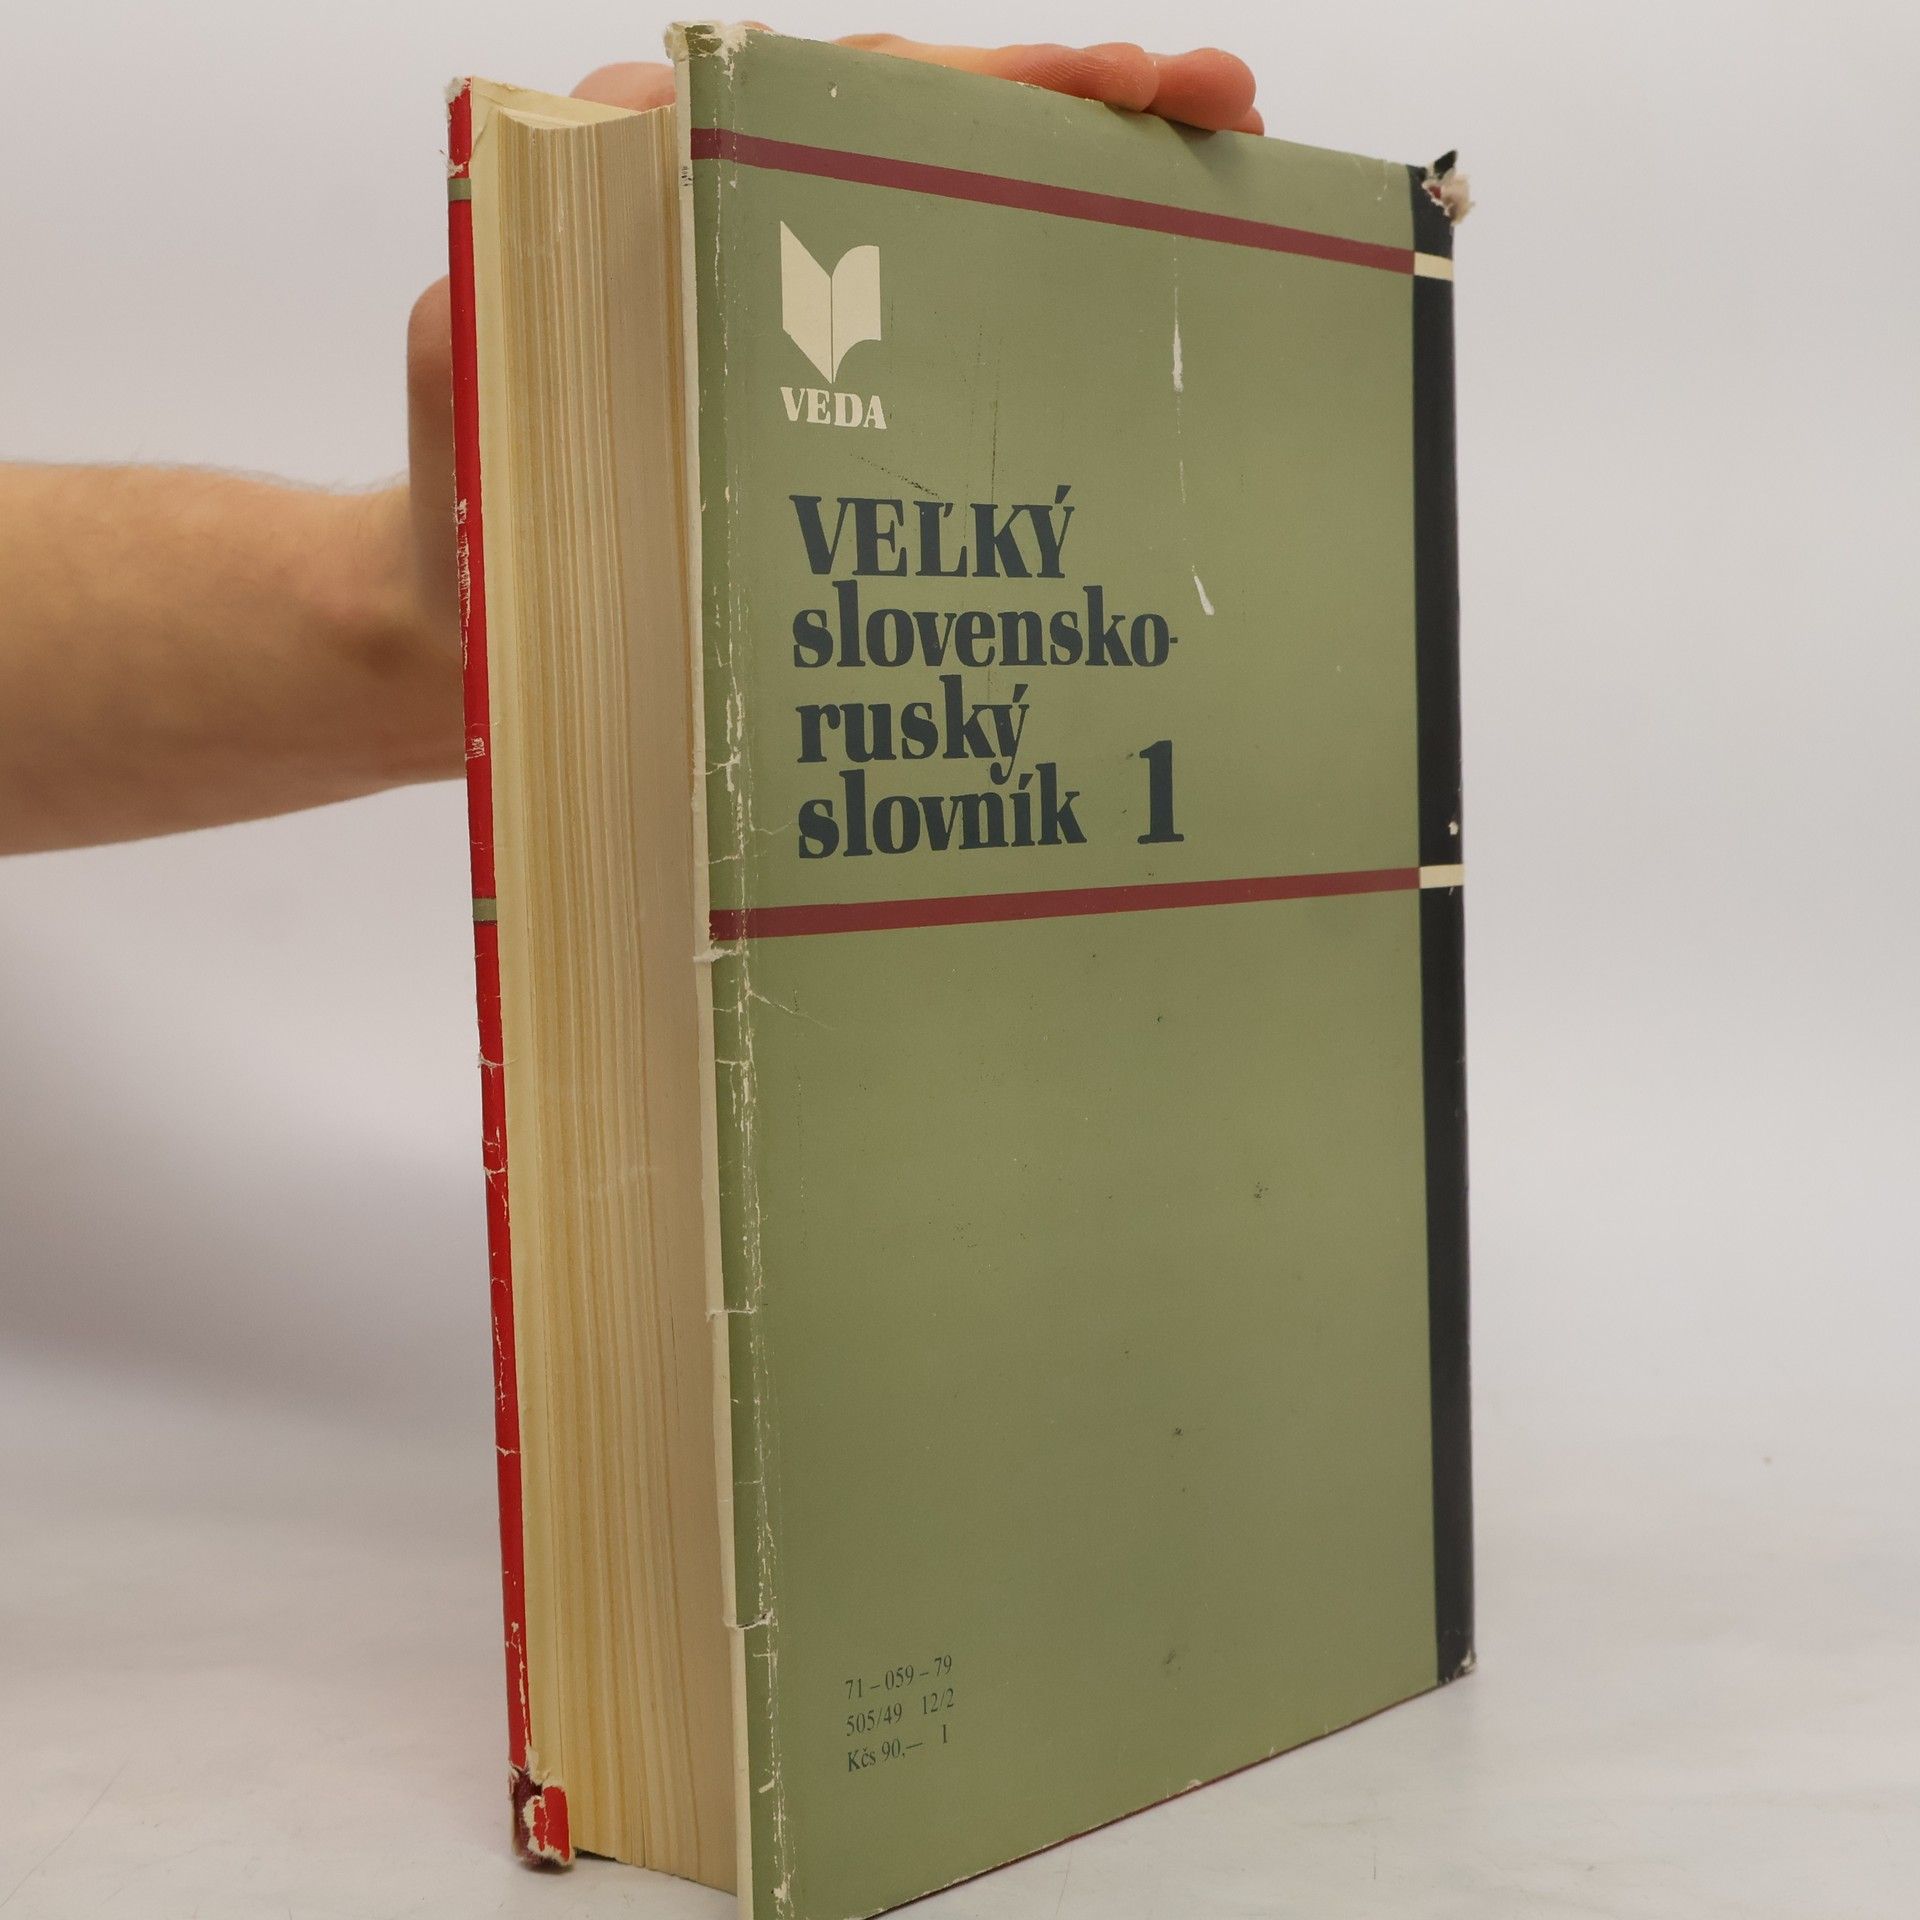 VEDA
VEĽKÝ
slovensko-
ruský
slovník 1
71 – 059 – 79
505/49 12/2
Kčs 90,— I